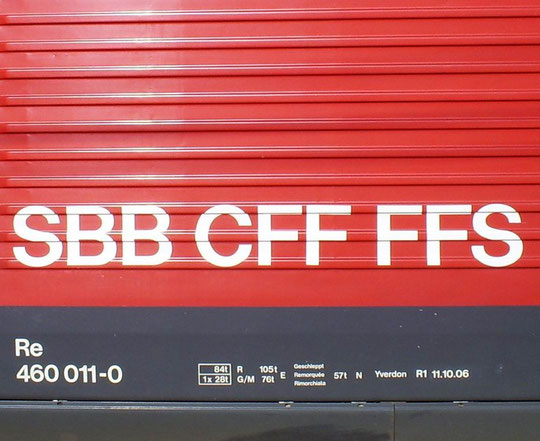 SBB CFF FFS
Re
460 011-0
84t R 105t
1x 28t G/M 76t E
Geschleppt
Remorquée 57t N Yverdon R1 11.10.06
Rimorchiata